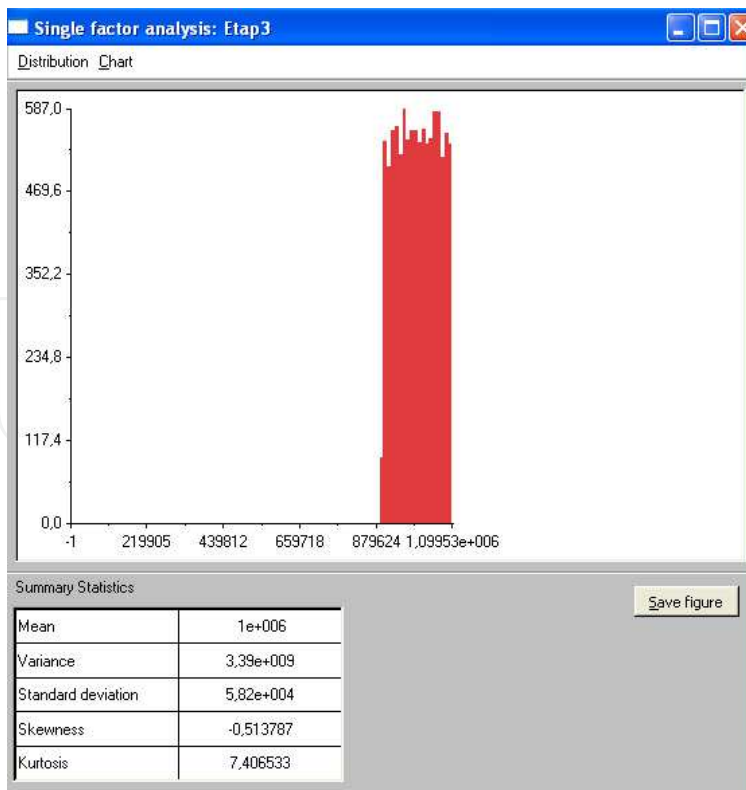 Single factor analysis: Etap3
Distribution Chart
587,0
469,6
352,2
234,8
117,4
0,0
-1 219905 439812 659718 879624 1,09953e+006
Summary Statistics
Save figure
Mean 1e+006
Variance 3,39e+009
Standard deviation 5,82e+004
Skewness -0,513787
Kurtosis 7,406533